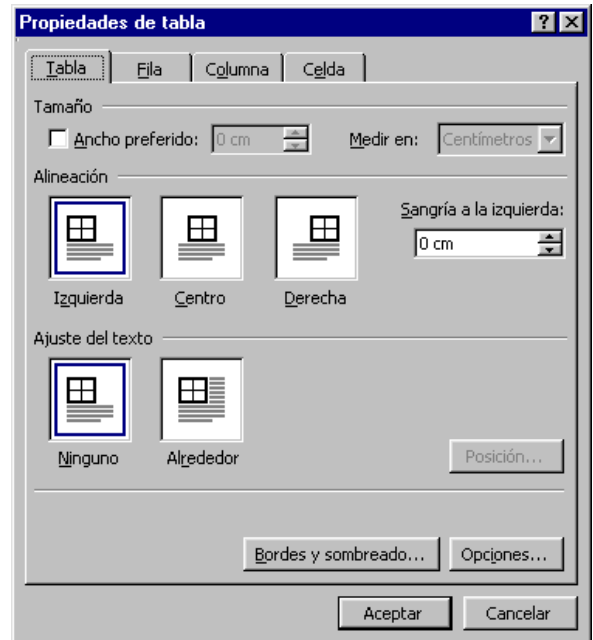 Propiedades de tabla
Tabla Fila Columna Celda
Tamaño
Ancho preferido: 0 cm Medir en: Centímetros
Alineación
Sangría a la izquierda:
0 cm
Izquierda Centro Derecha
Ajuste del texto
Ninguno Alrededor
Posición...
Bordes y sombreado... Opciones...
Aceptar Cancelar